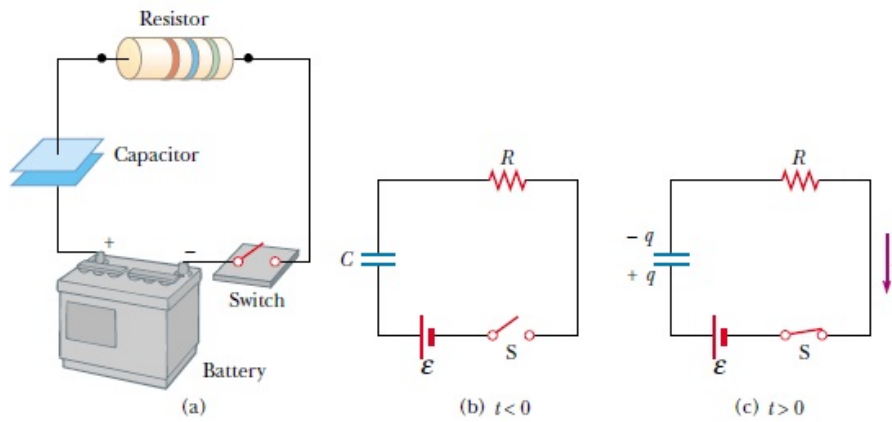 Resistor
Capacitor
+
−
Switch
Battery
(a)
R
C
ε
S
(b) t < 0
R
− q
+ q
ε
S
(c) t > 0